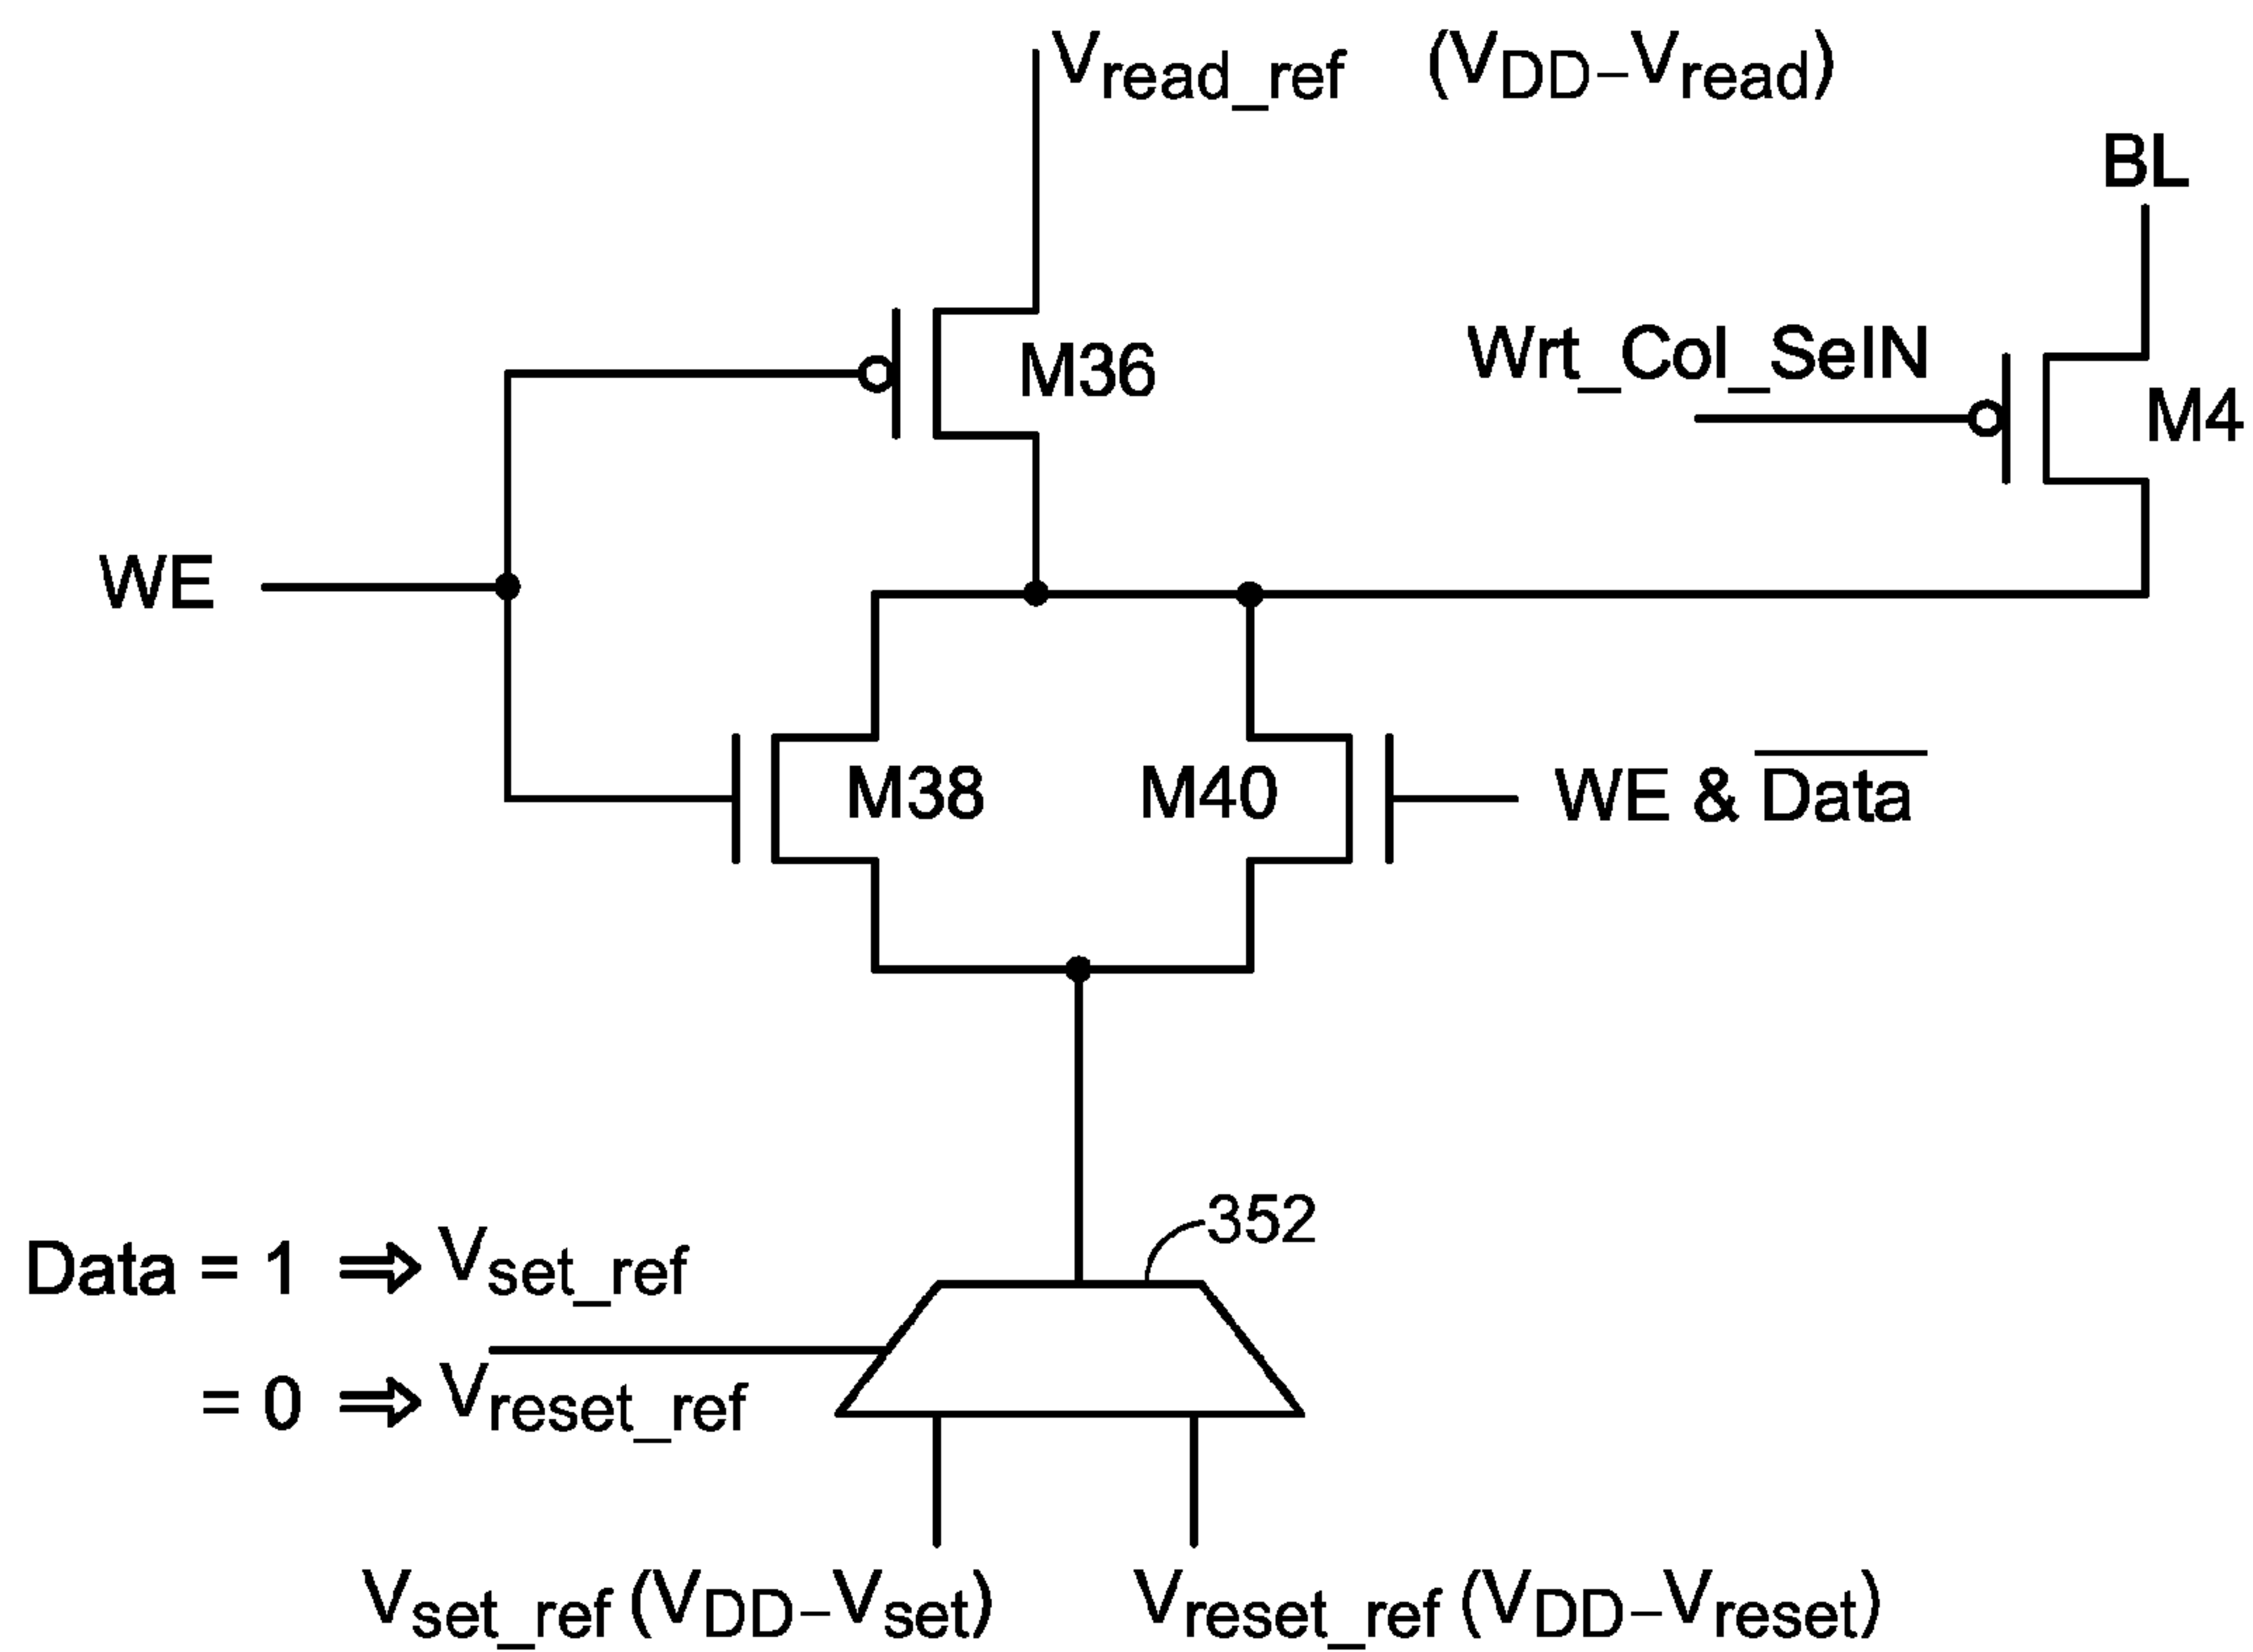 Vread_ref (VDD–Vread)
BL
Wrt_Col_SelN
M36
M4
WE
M38
M40
WE & D̅a̅t̅a̅
352
Data = 1 ⇒ Vset_ref
= 0 ⇒ Vreset_ref
Vset_ref (VDD–Vset)
Vreset_ref (VDD–Vreset)